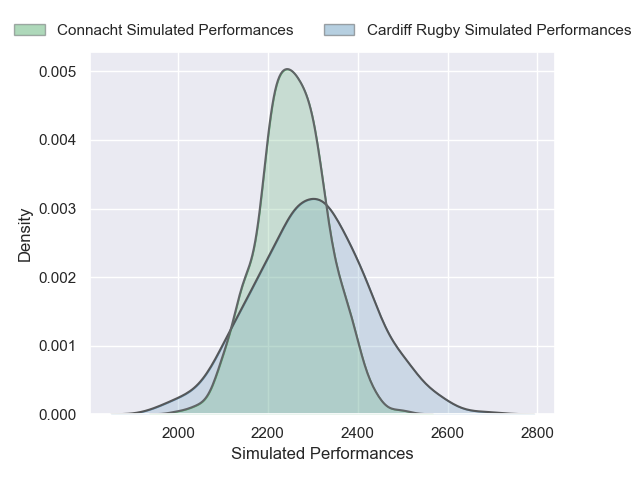 Connacht Simulated Performances Cardiff Rugby Simulated Performances
0.005
0.004
0.003
0.002
0.001
0.000
Density
2000 2200 2400 2600 2800
Simulated Performances